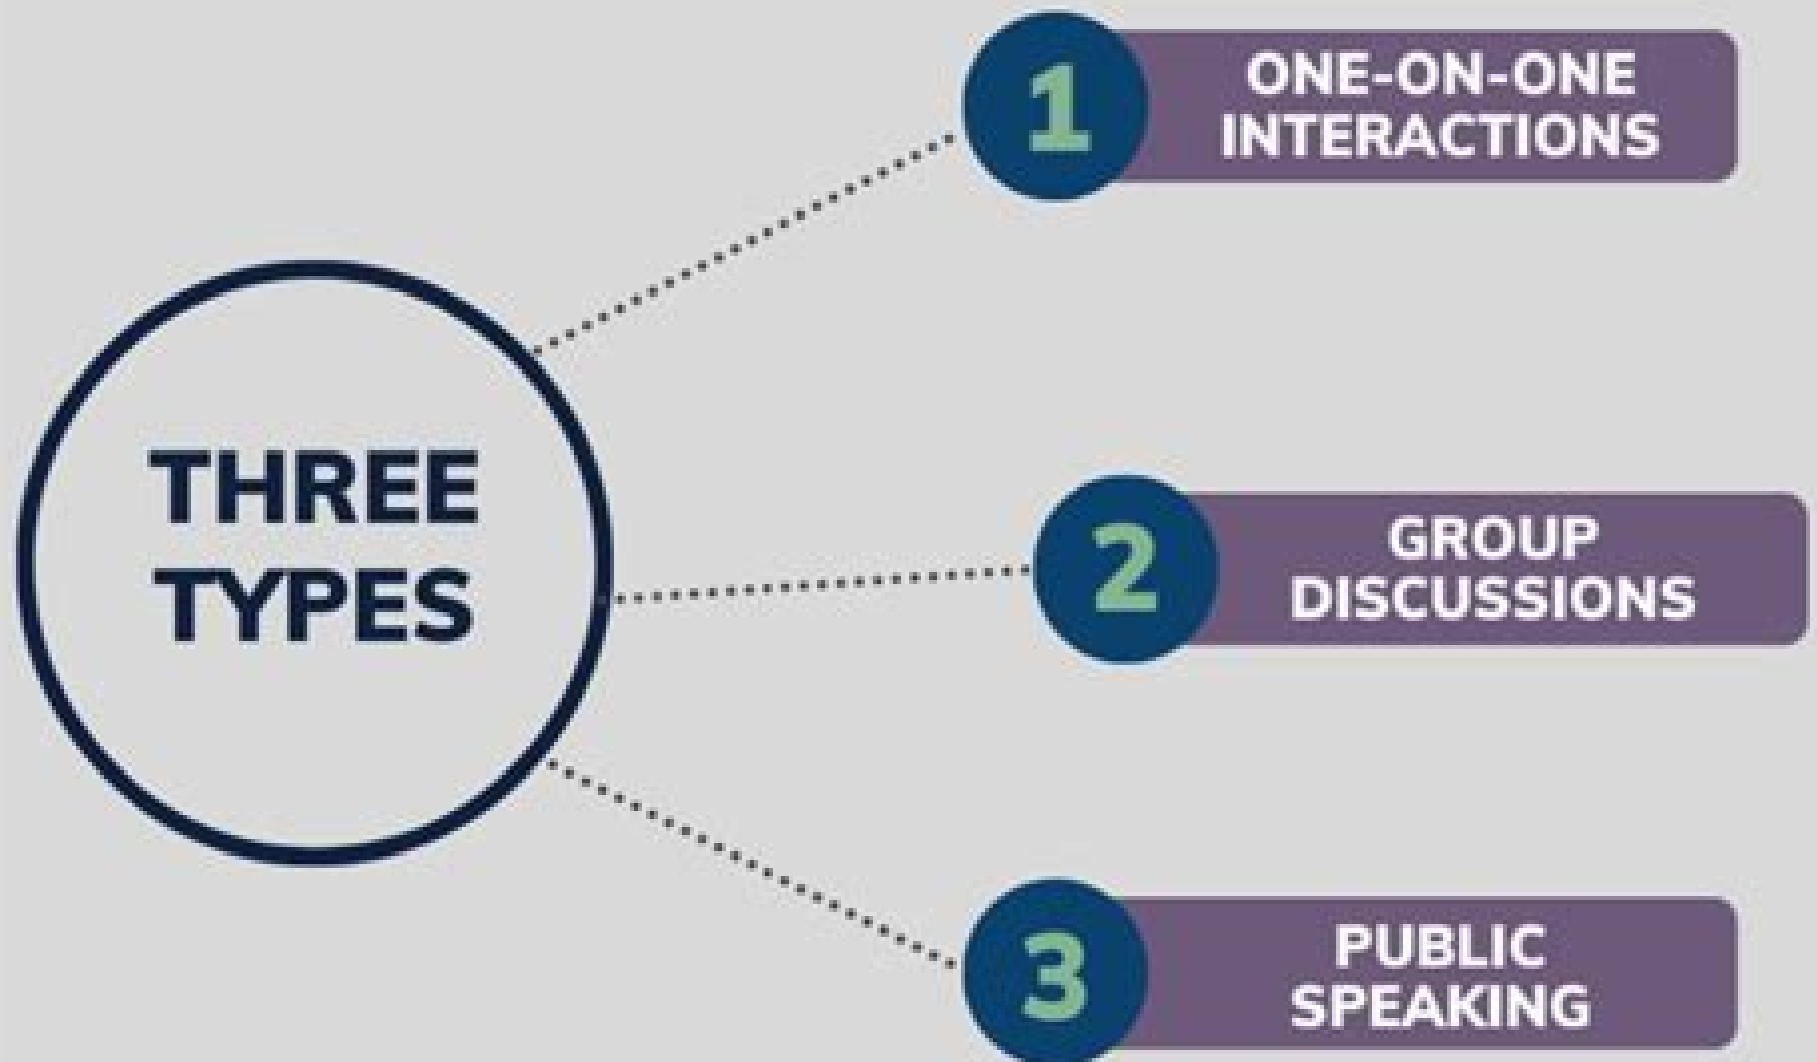 THREE
TYPES
1
ONE-ON-ONE
INTERACTIONS
2
GROUP
DISCUSSIONS
3
PUBLIC
SPEAKING